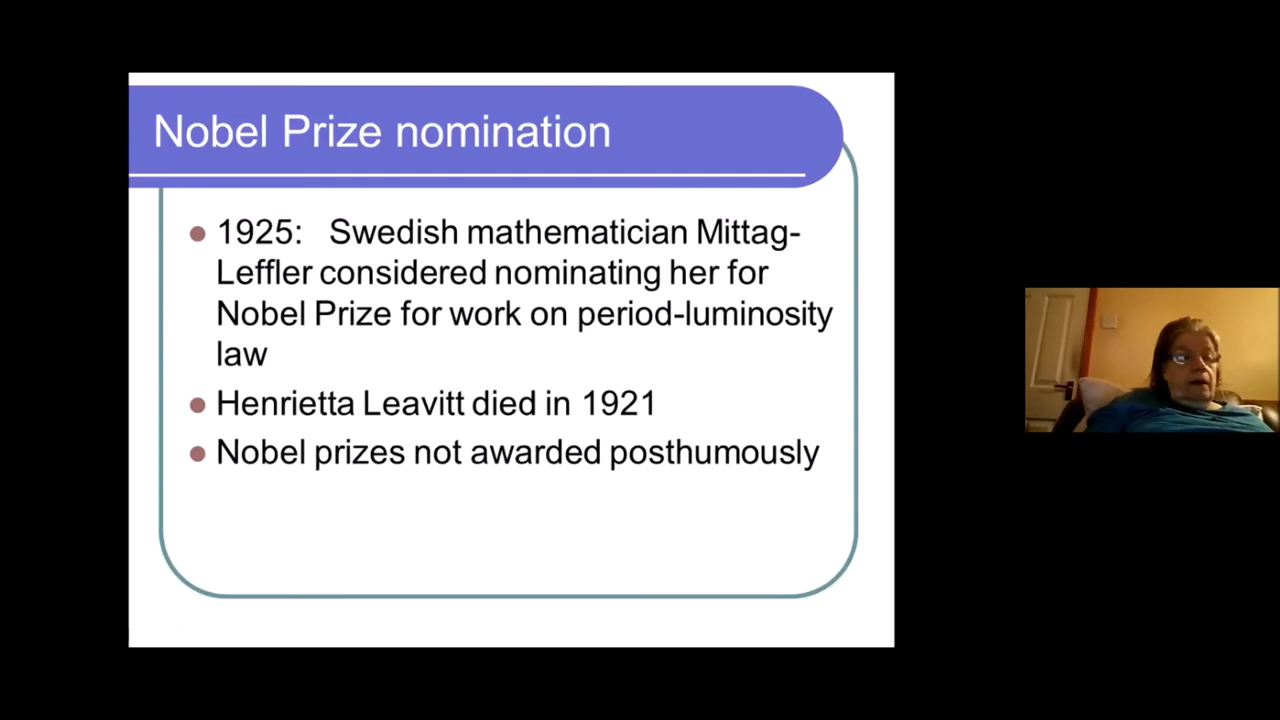 Nobel Prize nomination
1925: Swedish mathematician Mittag-
Leffler considered nominating her for
Nobel Prize for work on period-luminosity
law
Henrietta Leavitt died in 1921
Nobel prizes not awarded posthumously